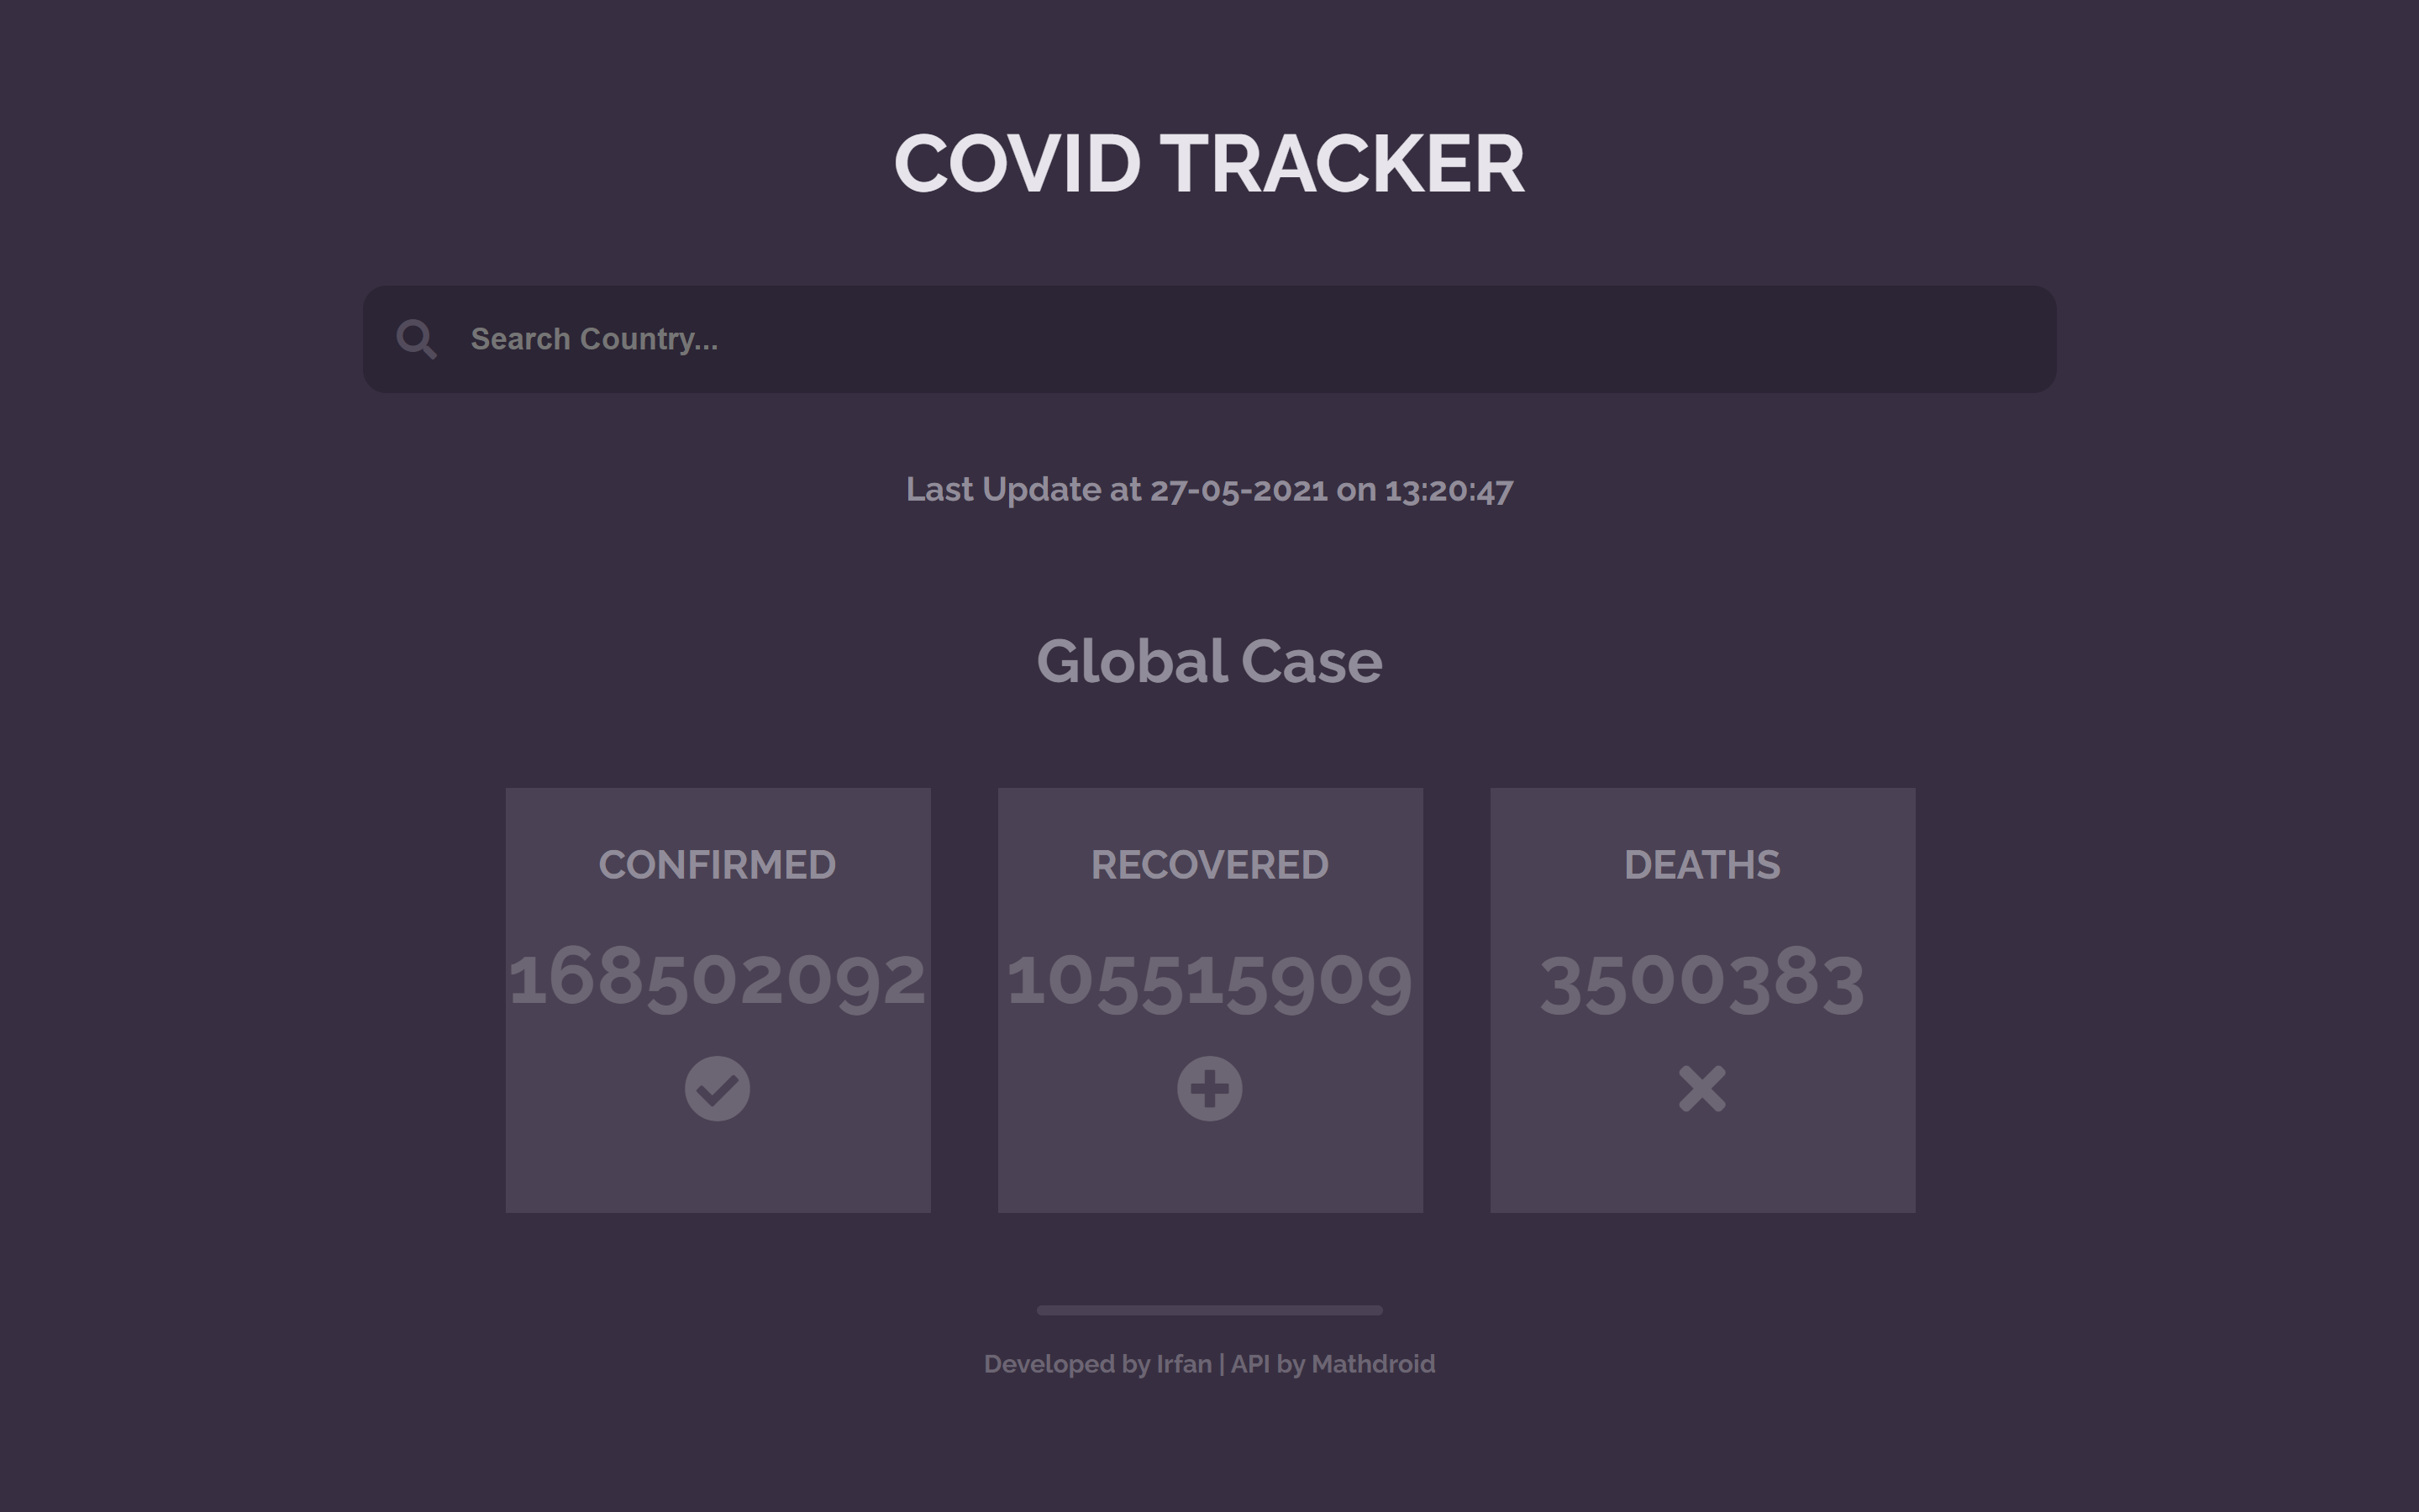 COVID TRACKER
Search Country...
Last Update at 27-05-2021 on 13:20:47
Global Case
CONFIRMED
168502092
RECOVERED
105515909
DEATHS
3500383
Developed by Irfan | API by Mathdroid